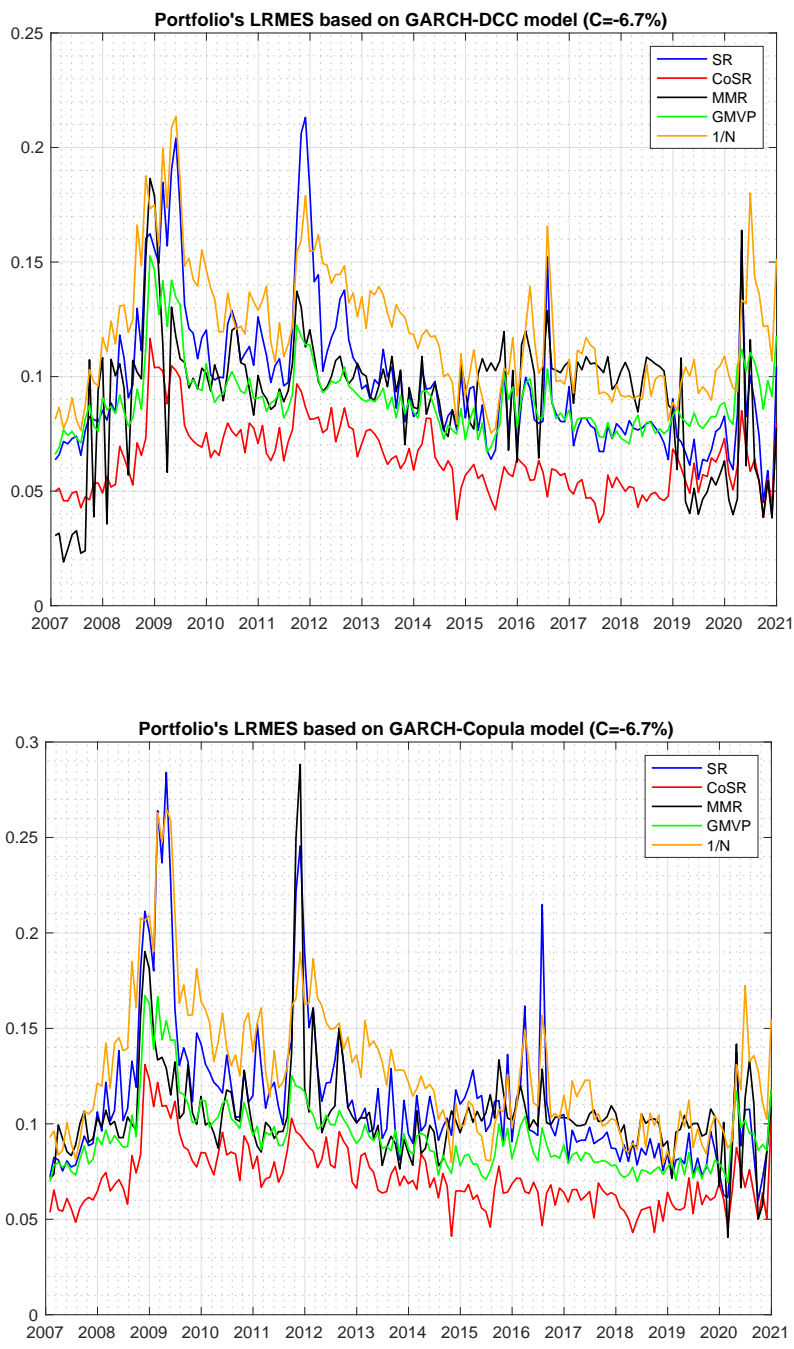 Portfolio's LRMES based on GARCH-DCC model (C=-6.7%)
0.25
0.2
0.15
0.1
0.05
0
SR
CoSR
MMR
GMVP
1/N
2007 2008 2009 2010 2011 2012 2013 2014 2015 2016 2017 2018 2019 2020 2021
Portfolio's LRMES based on GARCH-Copula model (C=-6.7%)
0.3
0.25
0.2
0.15
0.1
0.05
0
SR
CoSR
MMR
GMVP
1/N
2007 2008 2009 2010 2011 2012 2013 2014 2015 2016 2017 2018 2019 2020 2021